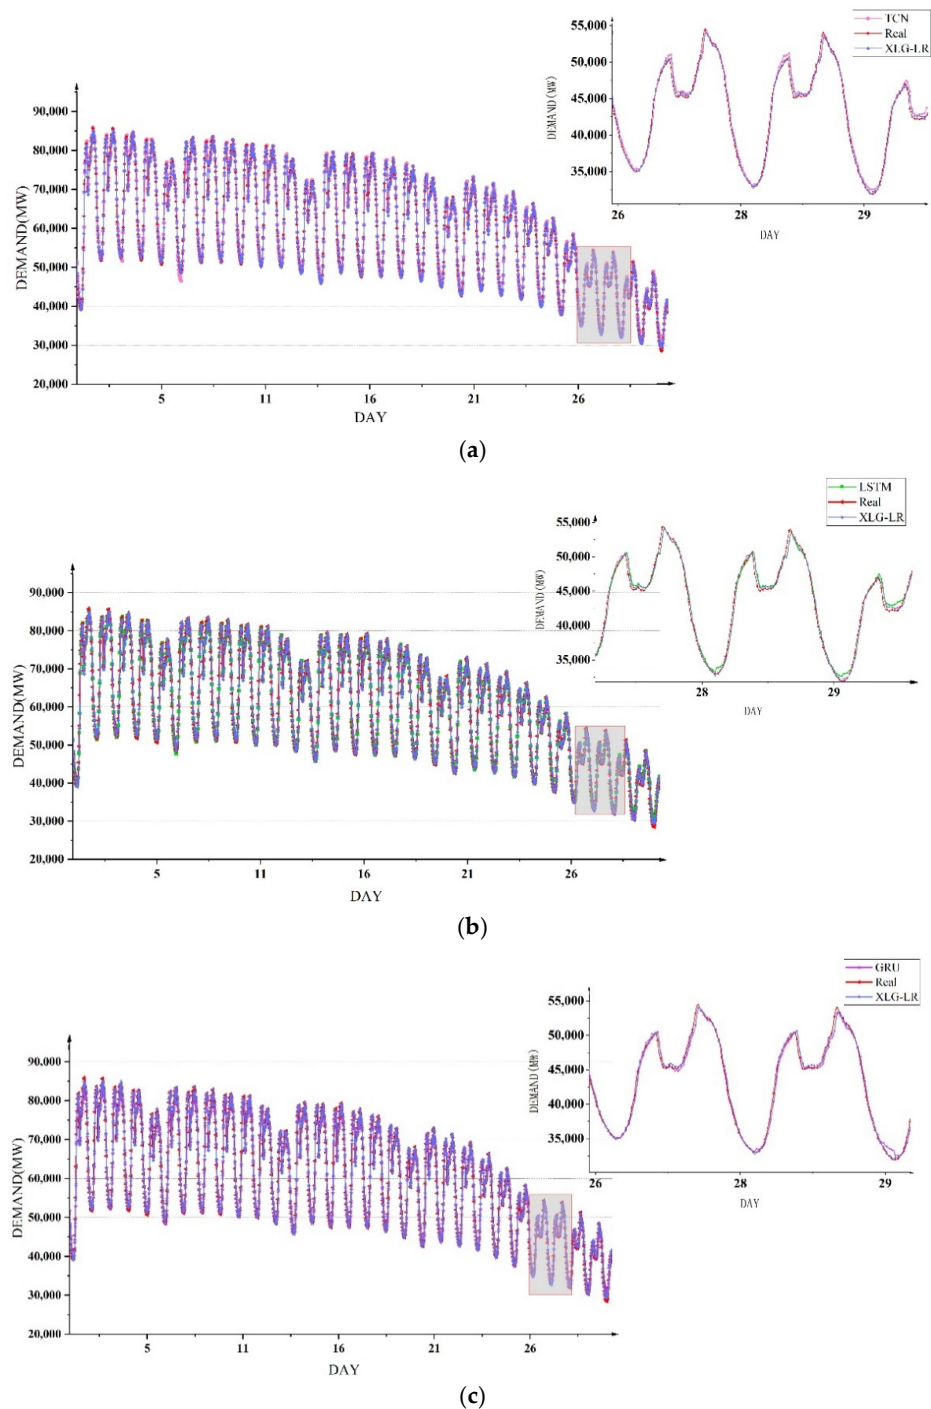 TCN
Real
XLG-LR
55,000
50,000
45,000
40,000
35,000
DEMAND(MW)
26
28
29
DAY
90,000
80,000
70,000
60,000
50,000
40,000
30,000
20,000
DEMAND(MW)
5
11
16
21
26
DAY
(a)
LSTM
Real
XLG-LR
55,000
50,000
45,000
40,000
35,000
DEMAND(MW)
28
29
DAY
90,000
80,000
70,000
60,000
50,000
40,000
30,000
20,000
DEMAND(MW)
5
11
16
21
26
DAY
(b)
GRU
Real
XLG-LR
55,000
50,000
45,000
40,000
35,000
DEMAND(MW)
26
28
29
DAY
90,000
80,000
70,000
60,000
50,000
40,000
30,000
20,000
DEMAND(MW)
5
11
16
21
26
DAY
(c)